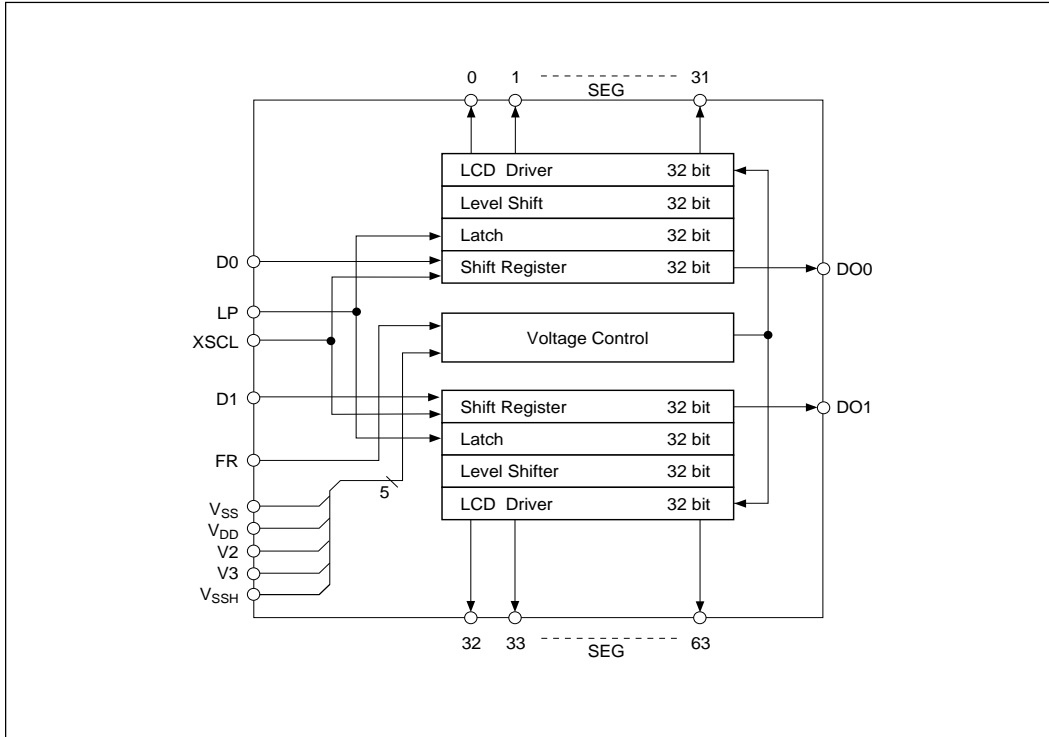 0 1 31
SEG
LCD Driver 32 bit
Level Shift 32 bit
Latch 32 bit
D0
Shift Register 32 bit
DO0
LP
Voltage Control
XSCL
D1
Shift Register 32 bit
DO1
Latch 32 bit
FR
Level Shifter 32 bit
5
LCD Driver 32 bit
VSS
VDD
V2
V3
VSSH
32 33 63
SEG